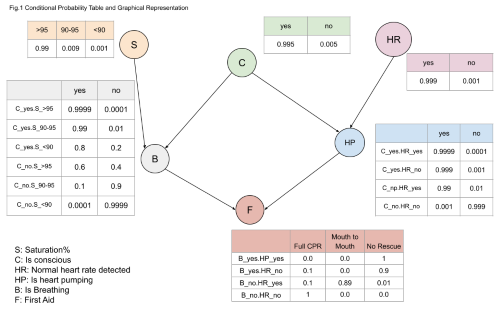 Fig.1 Conditional Probability Table and Graphical Representation
>95 90-95 <90
0.99 0.009 0.001
S
yes no
0.995 0.005
C
HR
yes no
0.999 0.001
yes no
C_yes.S_>95 0.9999 0.0001
C_yes.S_90-95 0.99 0.01
C_yes.S_<90 0.8 0.2
C_no.S_>95 0.6 0.4
C_no.S_90-95 0.1 0.9
C_no.S_<90 0.0001 0.9999
B
HP
yes no
C_yes.HR_yes 0.9999 0.0001
C_yes.HR_no 0.999 0.001
C_np.HR_yes 0.99 0.01
C_no.HR_no 0.001 0.999
F
Full CPR Mouth to Mouth No Rescue
B_yes.HP_yes 0.0 0.0 1
B_yes.HR_no 0.1 0.0 0.9
B_no.HR_yes 0.1 0.89 0.01
B_no.HR_no 1 0.0 0.0
S: Saturation%
C: Is conscious
HR: Normal heart rate detected
HP: Is heart pumping
B: Is Breathing
F: First Aid